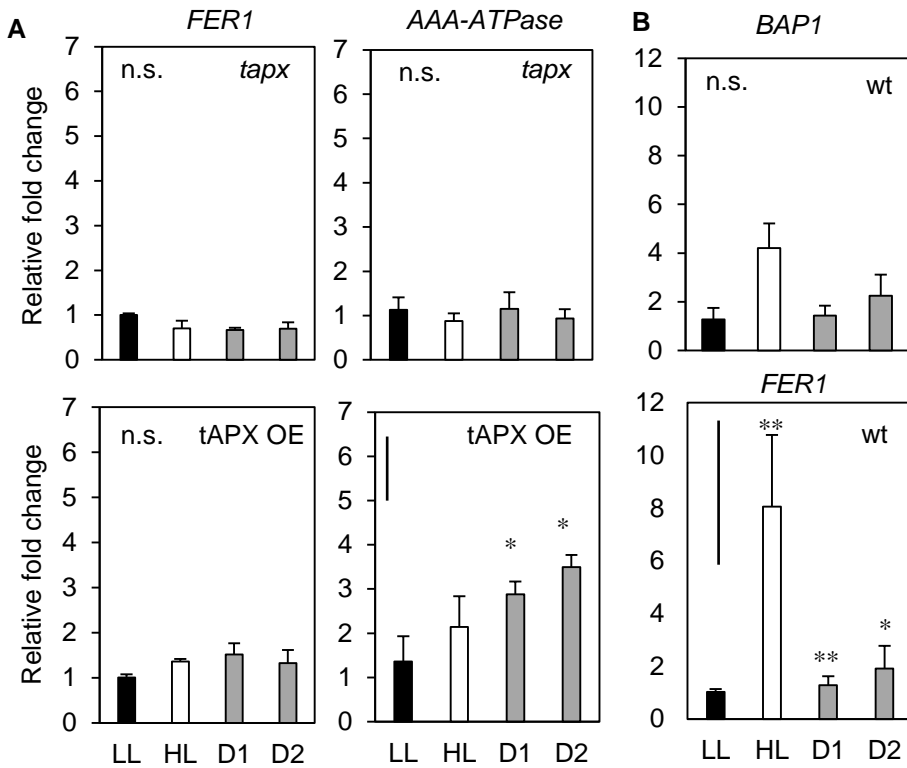 A
FER1
AAA-ATPase
B
BAP1
Relative fold change
7
6
5
4
3
2
1
0
n.s.
tapx
7
6
5
4
3
2
1
0
n.s.
tapx
12
10
8
6
4
2
0
n.s.
wt
Relative fold change
7
6
5
4
3
2
1
0
n.s.
tAPX OE
LL HL D1 D2
7
6
5
4
3
2
1
0
tAPX OE
*
*
LL HL D1 D2
FER1
12
10
8
6
4
2
0
wt
**
**
*
LL HL D1 D2